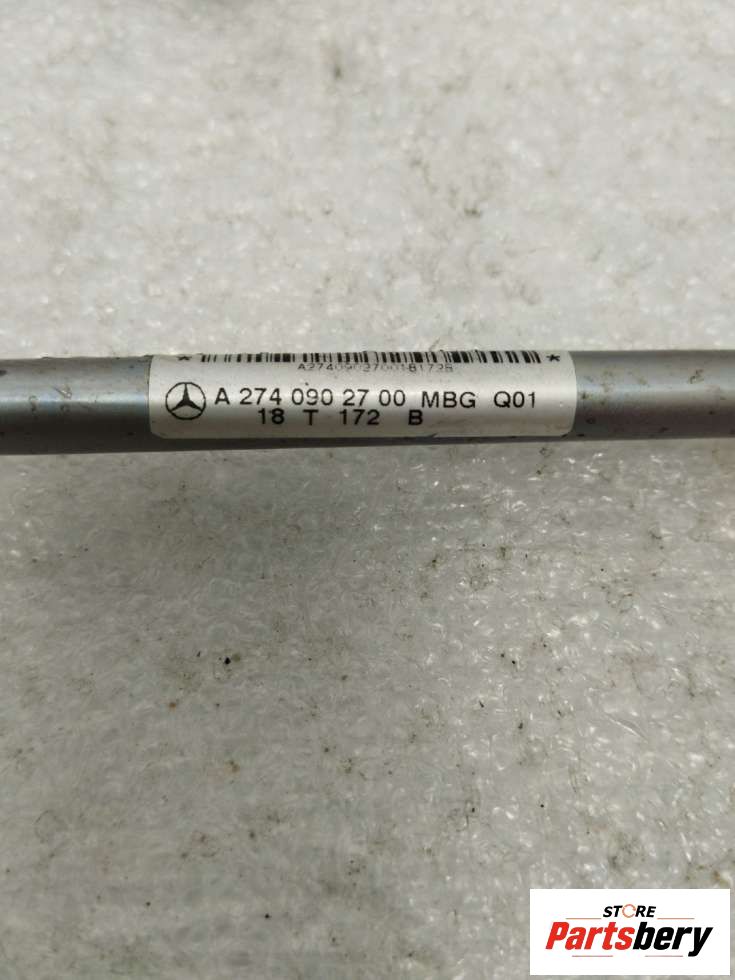 * *
A274090270018172B
A 274 090 27 00 MBG Q01
18 T 172 B
STORE
Partsbery